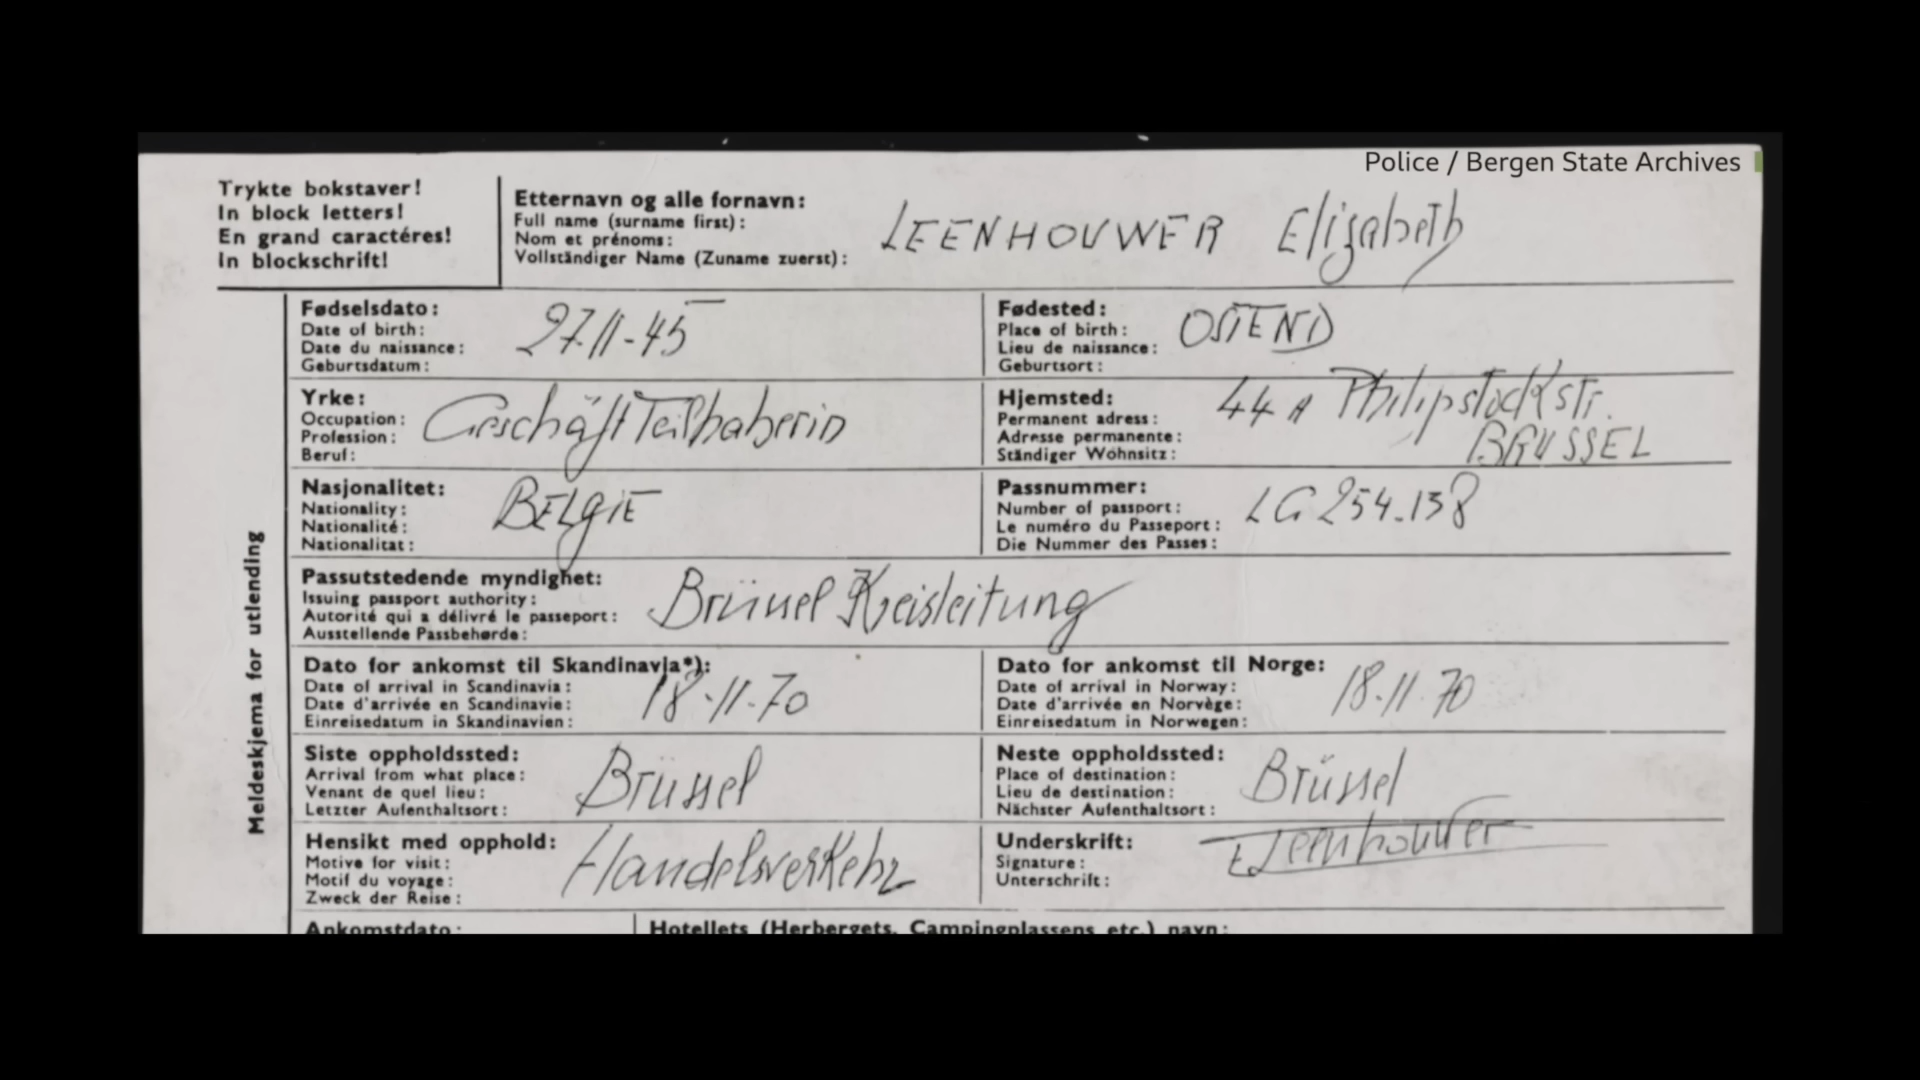 Police / Bergen State Archives
Trykte bokstaver!
In block letters!
En grand caractéres!
In blockschrift!
Etternavn og alle fornavn:
Full name (surname first):
Nom et prénoms:
Vollständiger Name (Zuname zuerst):
LEENHOUWER Elizabeth
Meldeskjema for utlending
Fødselsdato:
Date of birth:
Date du naissance:
Geburtsdatum:
27-11-45
Fødested:
Place of birth:
Lieu de naissance:
Geburtsort:
OSTEND
Yrke:
Occupation:
Profession:
Beruf:
GeschäftTeilhaberin
Hjemsted:
Permanent adress:
Adresse permanente:
Ständiger Wohnsitz:
44 A Philipstockstr.
BRUSSEL
Nasjonalitet:
Nationality:
Nationalité:
Nationalitat:
BELgiE
Passnummer:
Number of passport:
Le numéro du Passeport:
Die Nummer des Passes:
LG 254.138
Passutstedende myndighet:
Issuing passport authority:
Autorité qui a délivré le passeport:
Ausstellende Passbehørde:
Brüssel Kreisleitung
Dato for ankomst til Skandinavia*):
Date of arrival in Scandinavia:
Date d'arrivée en Scandinavie:
Einreisedatum in Skandinavien:
18-11-70
Dato for ankomst til Norge:
Date of arrival in Norway:
Date d'arrivée en Norvège:
Einreisedatum in Norwegen:
18.11.70
Siste oppholdssted:
Arrival from what place:
Venant de quel lieu:
Letzter Aufenthaltsort:
Brüssel
Neste oppholdssted:
Place of destination:
Lieu de destination:
Nächster Aufenthaltsort:
Brüssel
Hensikt med opphold:
Motive for visit:
Motif du voyage:
Zweck der Reise:
Handelsverkehr
Underskrift:
Signature:
Unterschrift:
E Leenhouwer
Ankomstdato:
Hotellets (Herbergets, Campingplassens etc.) navn: